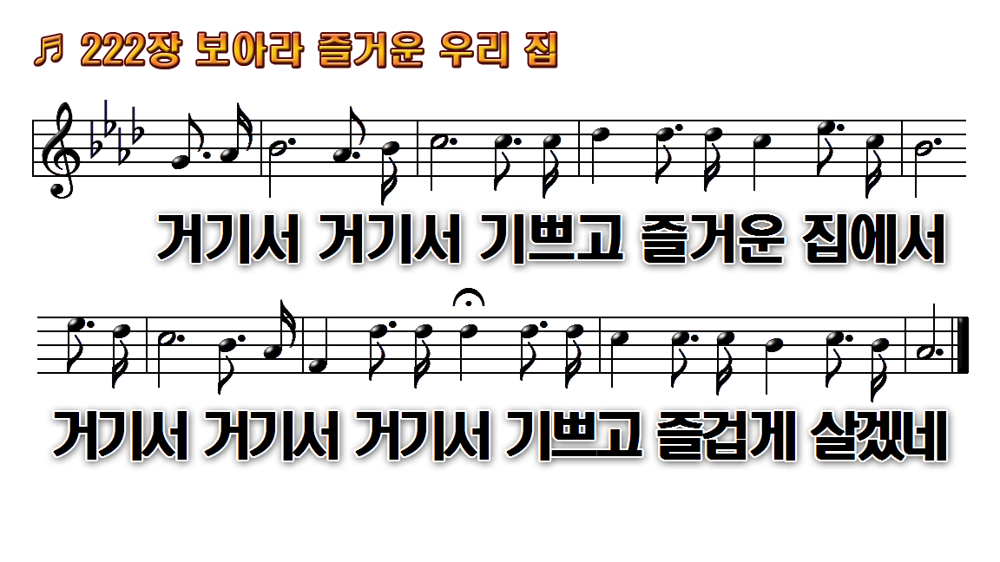 ♬ 222장 보아라 즐거운 우리 집
거기서 거기서 기쁘고 즐거운 집에서
거기서 거기서 거기서 기쁘고 즐겁게 살겠네